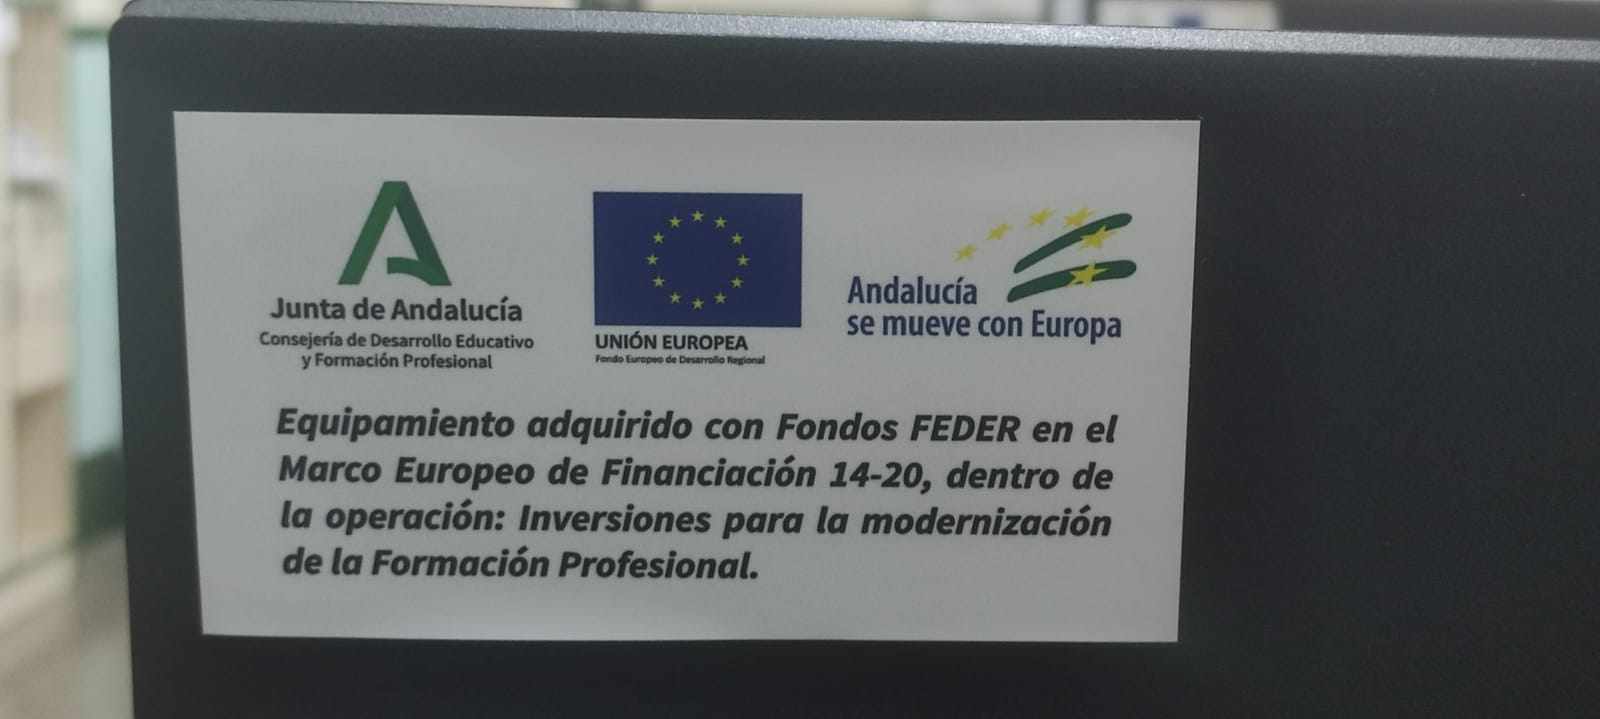 Junta de Andalucía
Consejería de Desarrollo Educativo
y Formación Profesional
UNIÓN EUROPEA
Fondo Europeo de Desarrollo Regional
Andalucía
se mueve con Europa
Equipamiento adquirido con Fondos FEDER en el
Marco Europeo de Financiación 14-20, dentro de
la operación: Inversiones para la modernización
de la Formación Profesional.